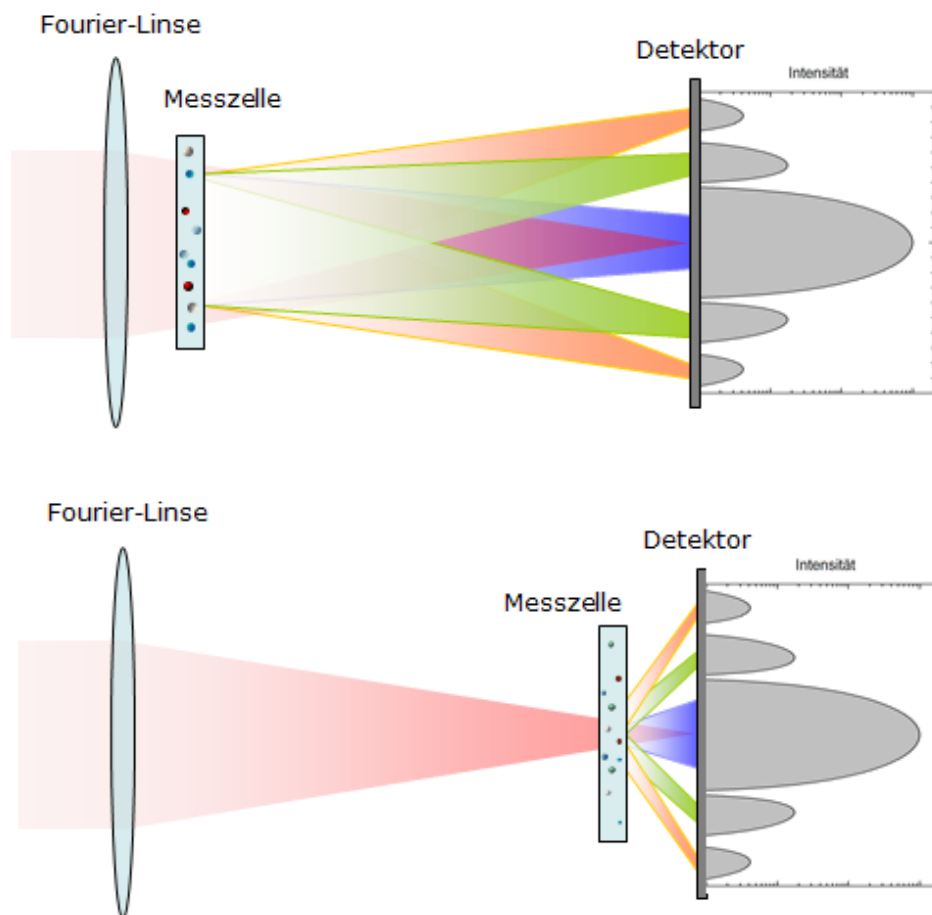 Fourier-Linse
Detektor
Intensität
Messzelle
Fourier-Linse
Detektor
Intensität
Messzelle